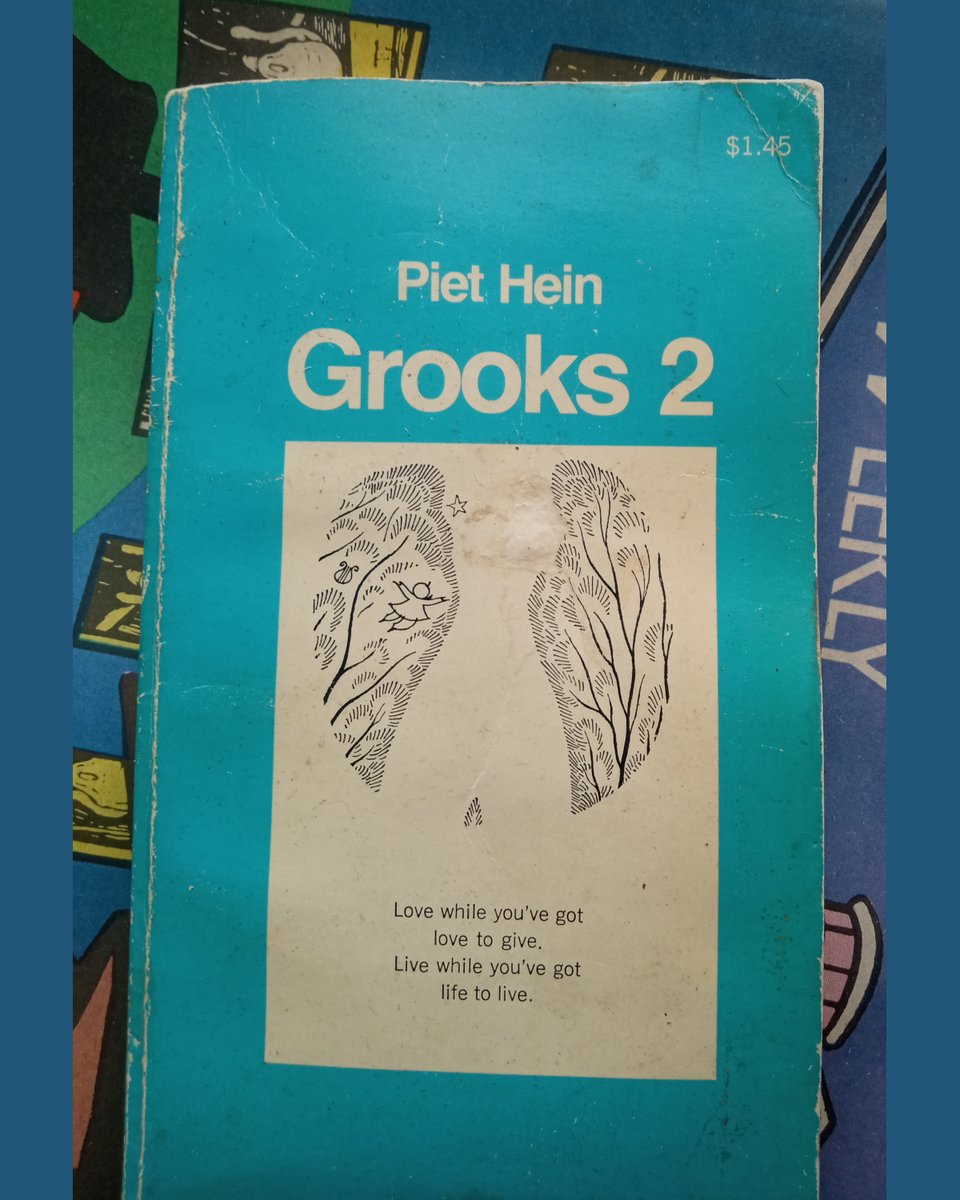 $1.45
Piet Hein
Grooks 2
Love while you've got
love to give.
Live while you've got
life to live.